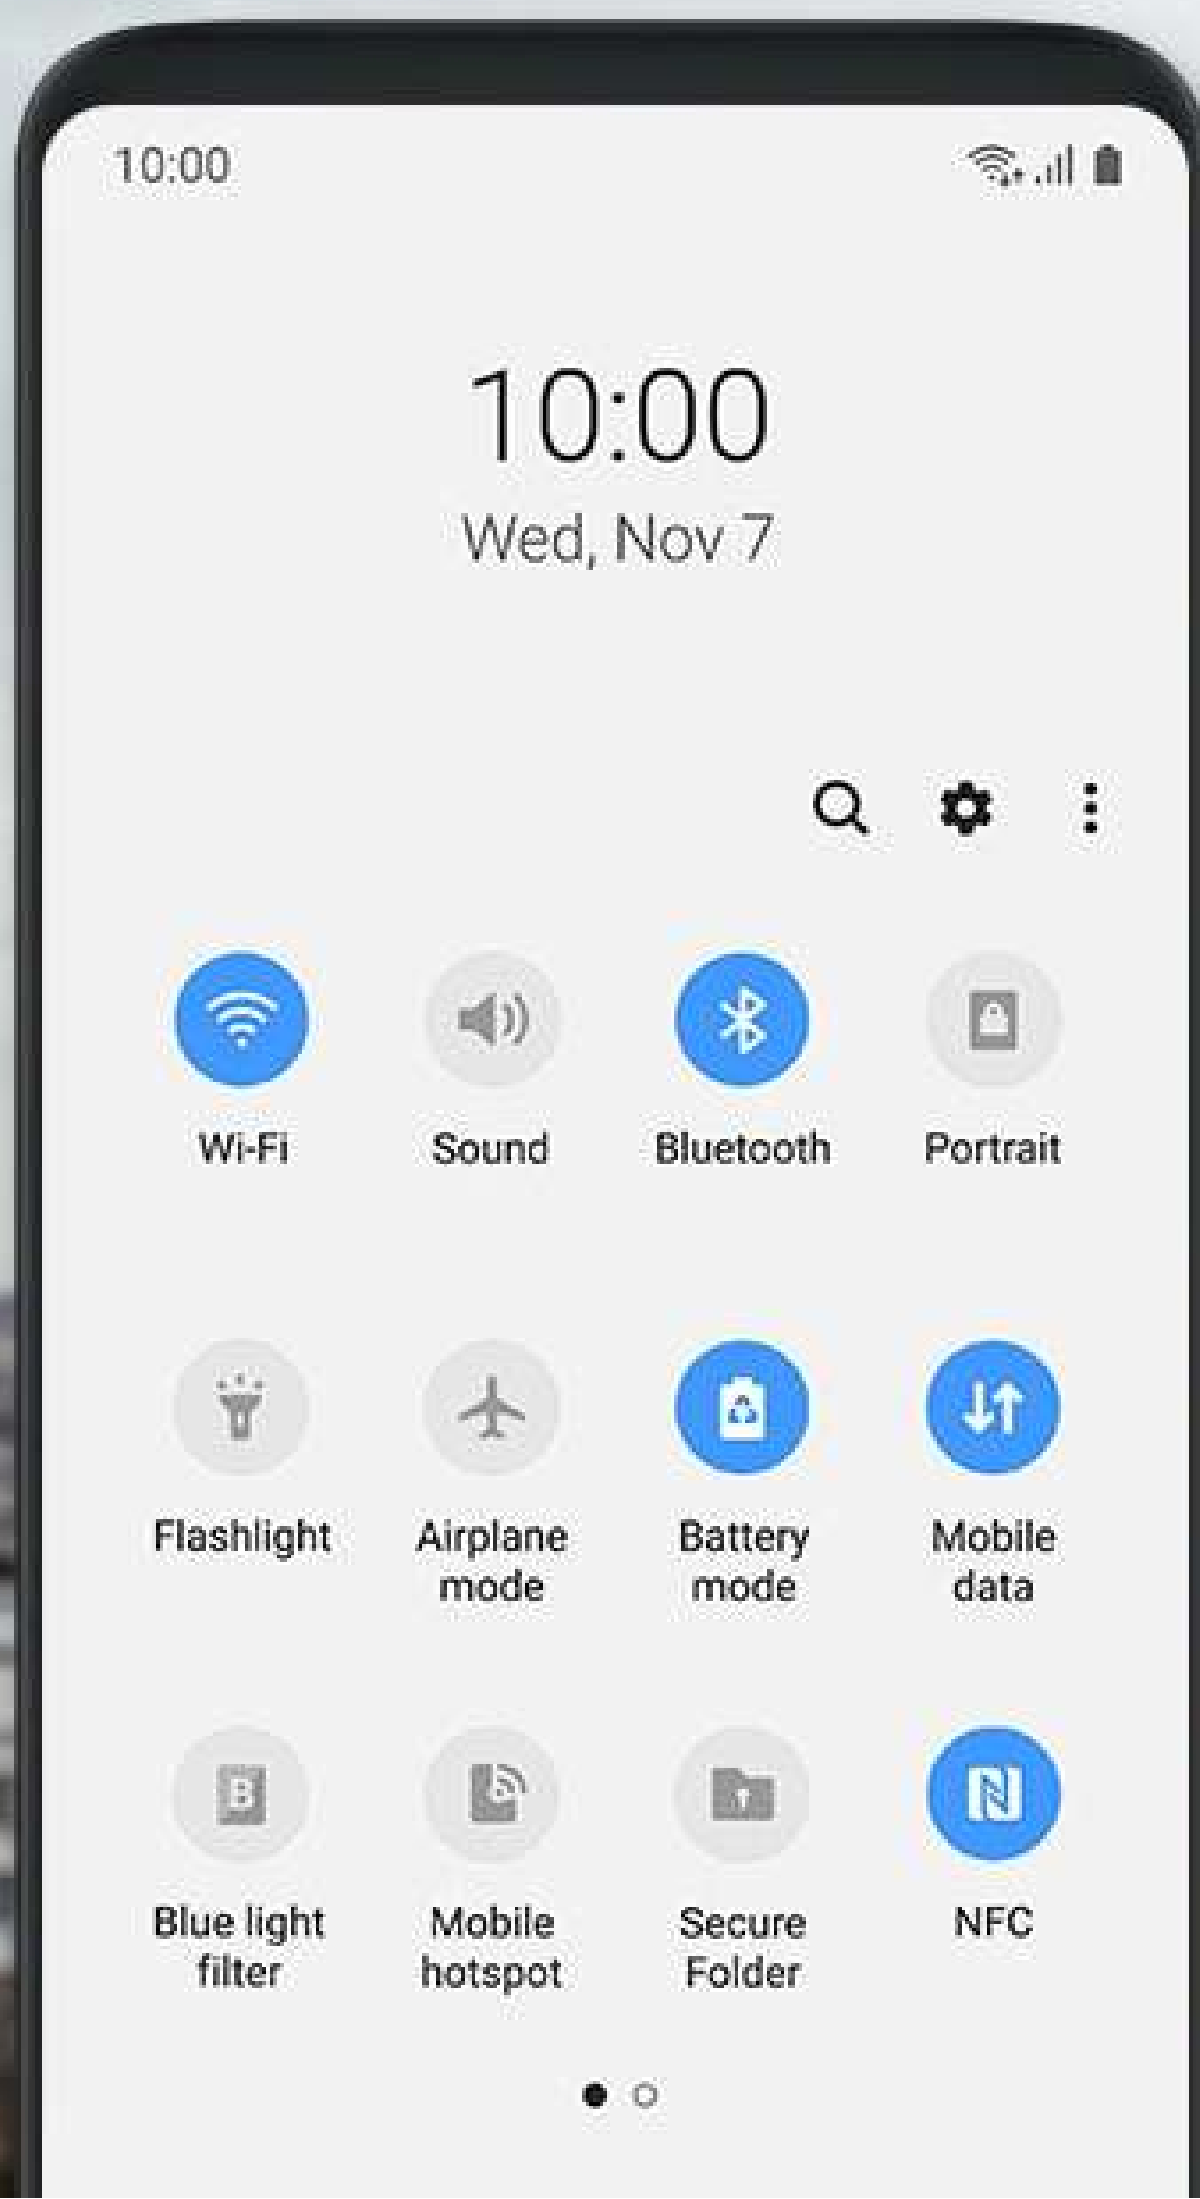 10:00
10:00
Wed, Nov 7
Wi-Fi
Sound
Bluetooth
Portrait
Flashlight
Airplane
mode
Battery
mode
Mobile
data
B
Blue light
filter
Mobile
hotspot
Secure
Folder
N
NFC